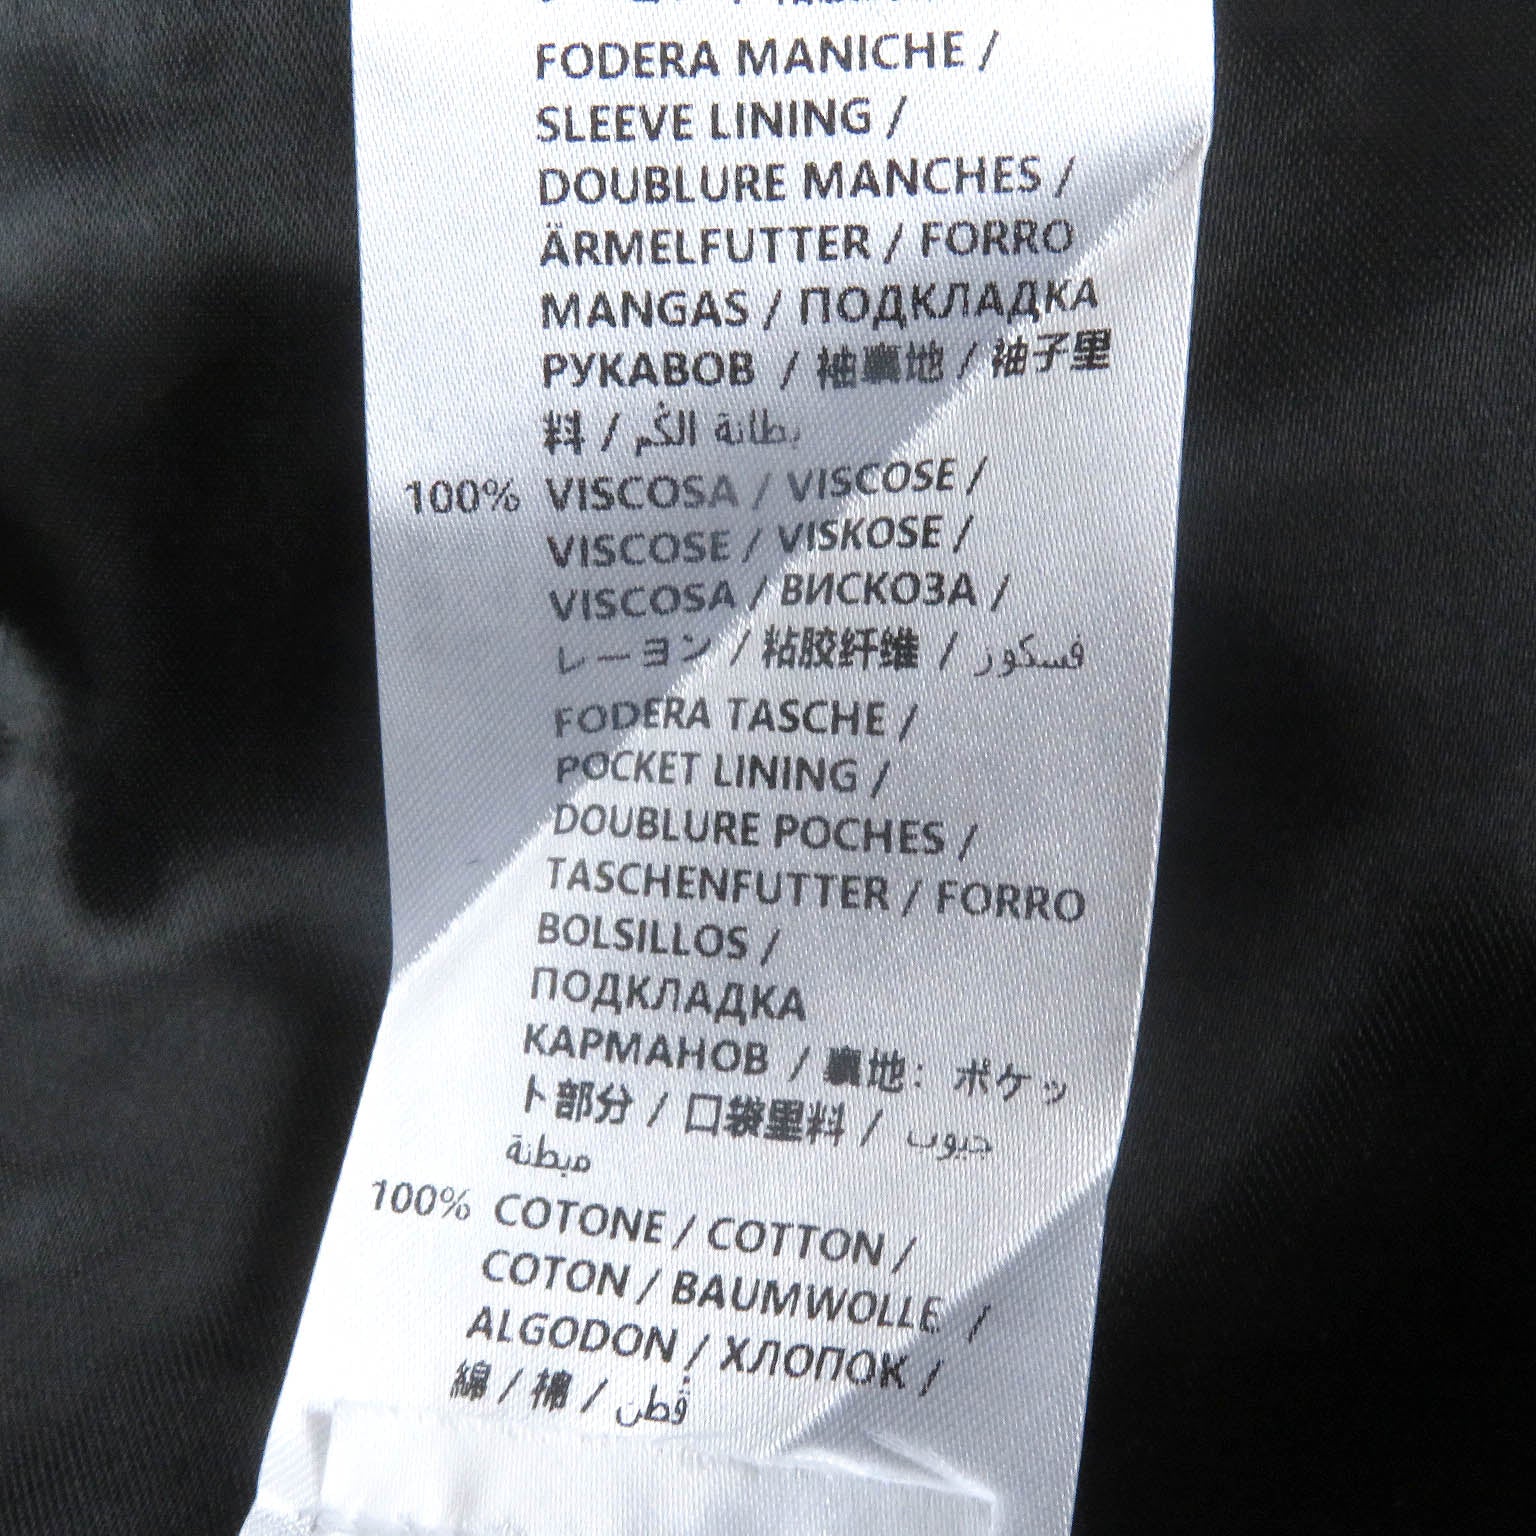 FODERA MANICHE /
SLEEVE LINING /
DOUBLURE MANCHES /
ÄRMELFUTTER / FORRO
MANGAS / ПОДКЛАДКА
РУКАВОВ / 袖裏地 / 袖子里
料 / بطانة الكُم
100% VISCOSA / VISCOSE /
VISCOSE / VISKOSE /
VISCOSA / ВИСКОЗА /
レーヨン / 粘胶纤维 / فسكوز
FODERA TASCHE /
POCKET LINING /
DOUBLURE POCHES /
TASCHENFUTTER / FORRO
BOLSILLOS /
ПОДКЛАДКА
КАРМАНОВ / 裏地：ポケッ
ト部分 / 口袋里料 / جيوب
مبطنة
100% COTONE / COTTON /
COTON / BAUMWOLLE /
ALGODON / ХЛОПОК /
綿 / 棉 / قطن